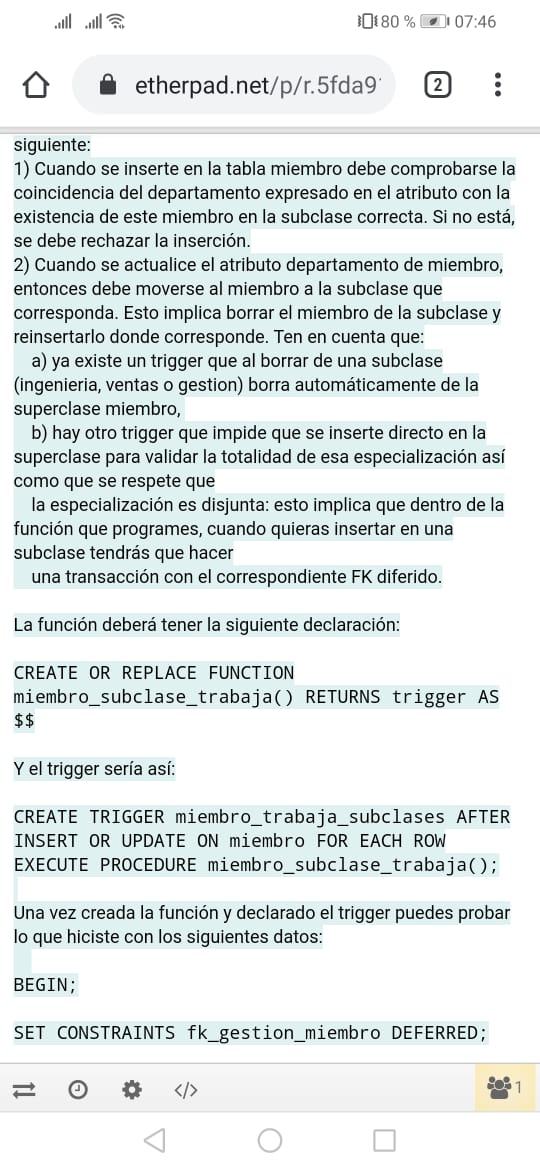 80 % 07:46
etherpad.net/p/r.5fda9
2
siguiente:
1) Cuando se inserte en la tabla miembro debe comprobarse la
coincidencia del departamento expresado en el atributo con la
existencia de este miembro en la subclase correcta. Si no está,
se debe rechazar la inserción.
2) Cuando se actualice el atributo departamento de miembro,
entonces debe moverse al miembro a la subclase que
corresponda. Esto implica borrar el miembro de la subclase y
reinsertarlo donde corresponde. Ten en cuenta que:
a) ya existe un trigger que al borrar de una subclase
(ingenieria, ventas o gestion) borra automáticamente de la
superclase miembro,
b) hay otro trigger que impide que se inserte directo en la
superclase para validar la totalidad de esa especialización así
como que se respete que
la especialización es disjunta: esto implica que dentro de la
función que programes, cuando quieras insertar en una
subclase tendrás que hacer
una transacción con el correspondiente FK diferido.
La función deberá tener la siguiente declaración:
CREATE OR REPLACE FUNCTION
miembro_subclase_trabaja() RETURNS trigger AS
$$
Y el trigger sería así:
CREATE TRIGGER miembro_trabaja_subclases AFTER
INSERT OR UPDATE ON miembro FOR EACH ROW
EXECUTE PROCEDURE miembro_subclase_trabaja();
Una vez creada la función y declarado el trigger puedes probar
lo que hiciste con los siguientes datos:
BEGIN;
SET CONSTRAINTS fk_gestion_miembro DEFERRED;
</> 1